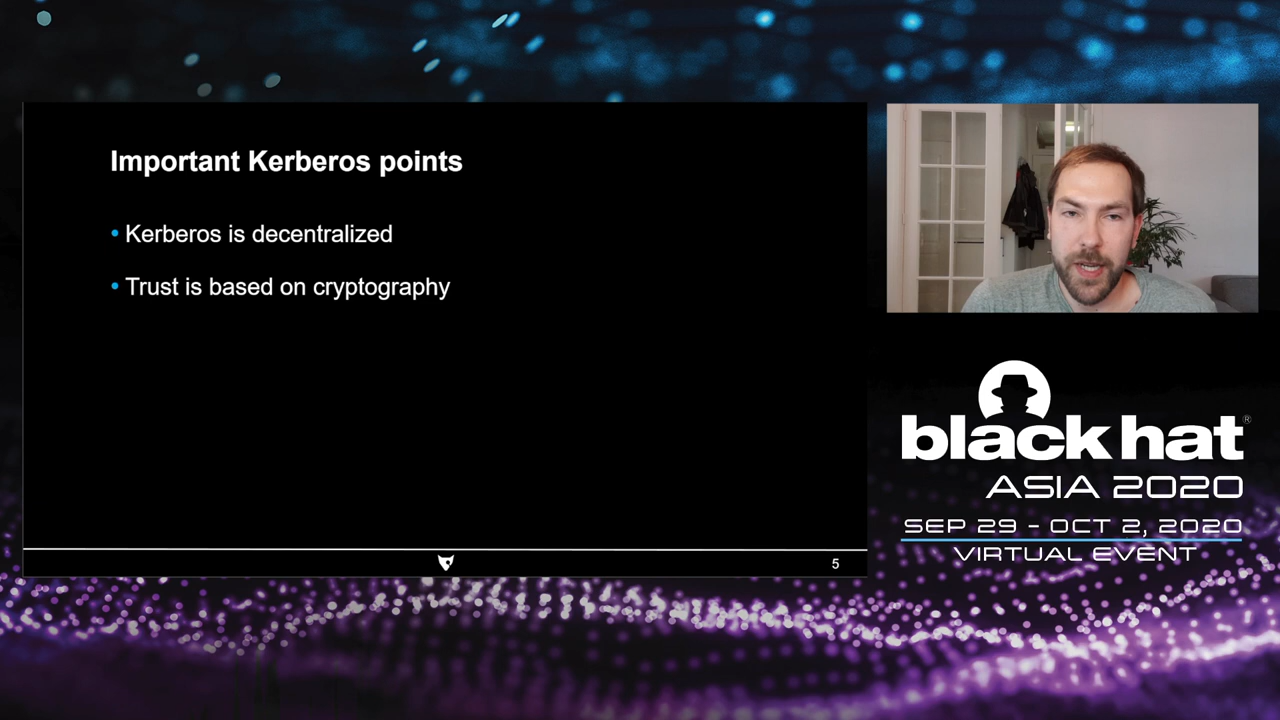 Important Kerberos points
• Kerberos is decentralized
• Trust is based on cryptography
5
black hat®
ASIA 2020
SEP 29 - OCT 2, 2020
VIRTUAL EVENT